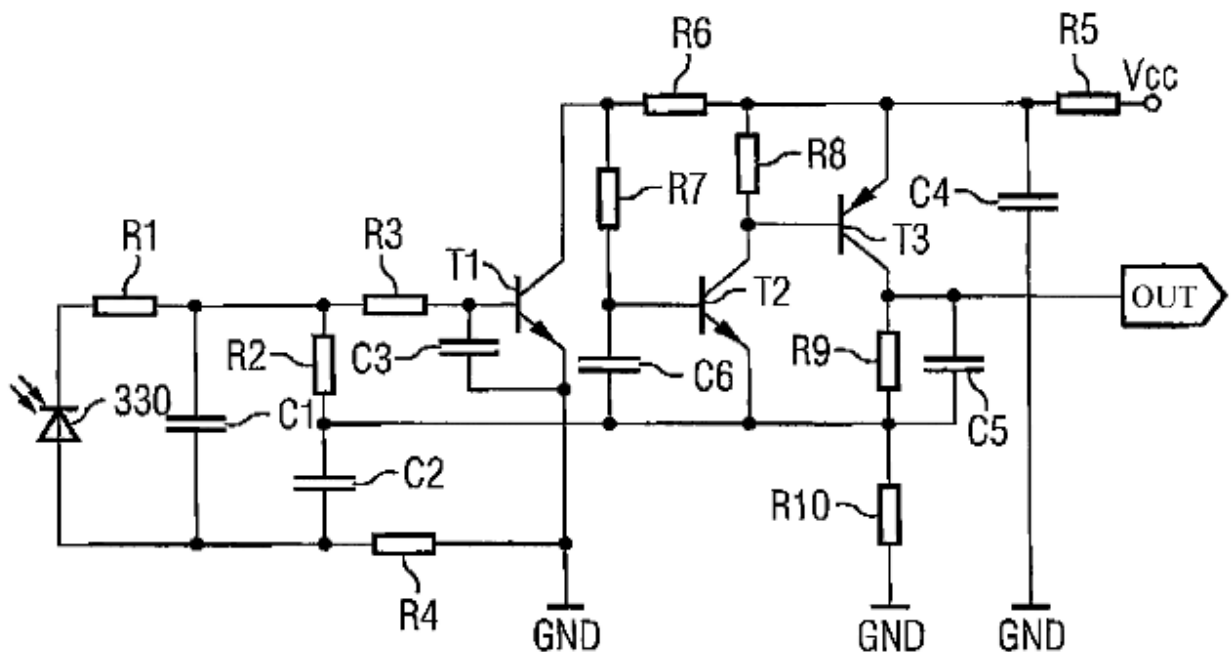 R6
R5
Vcc
R8
R7
C4
R1
R3
T1
T3
T2
OUT
R2
C3
R9
330
C1
C6
C5
C2
R10
R4
GND
GND
GND